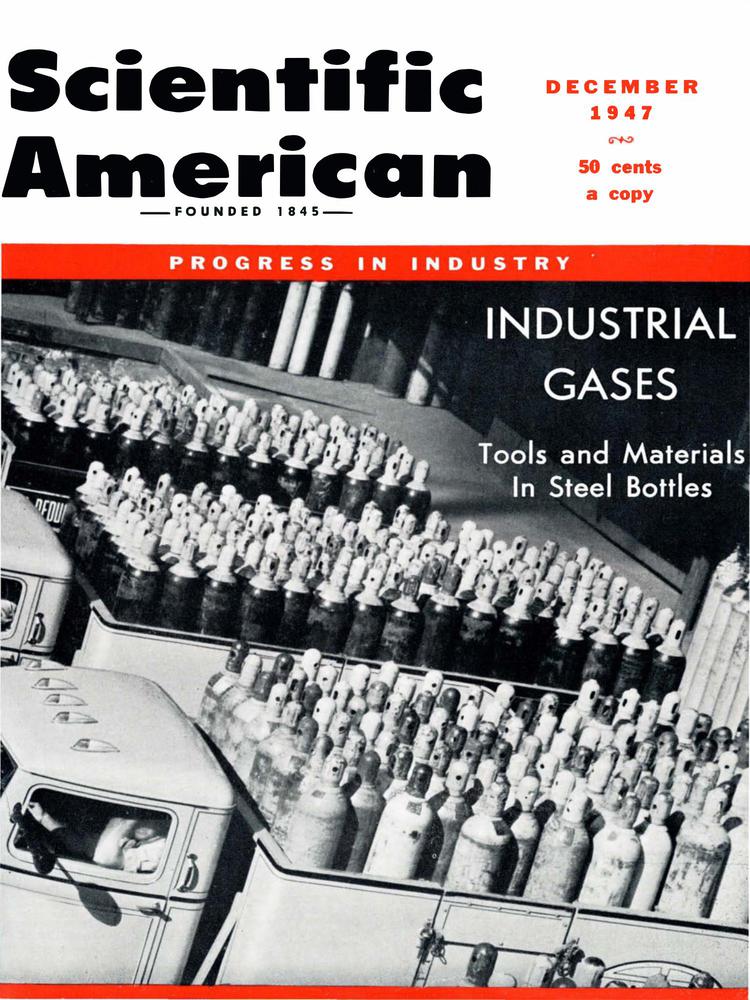 Scientific
American
FOUNDED 1845
DECEMBER
1947
50 cents
a copy
PROGRESS IN INDUSTRY
INDUSTRIAL
GASES
Tools and Materials
In Steel Bottles